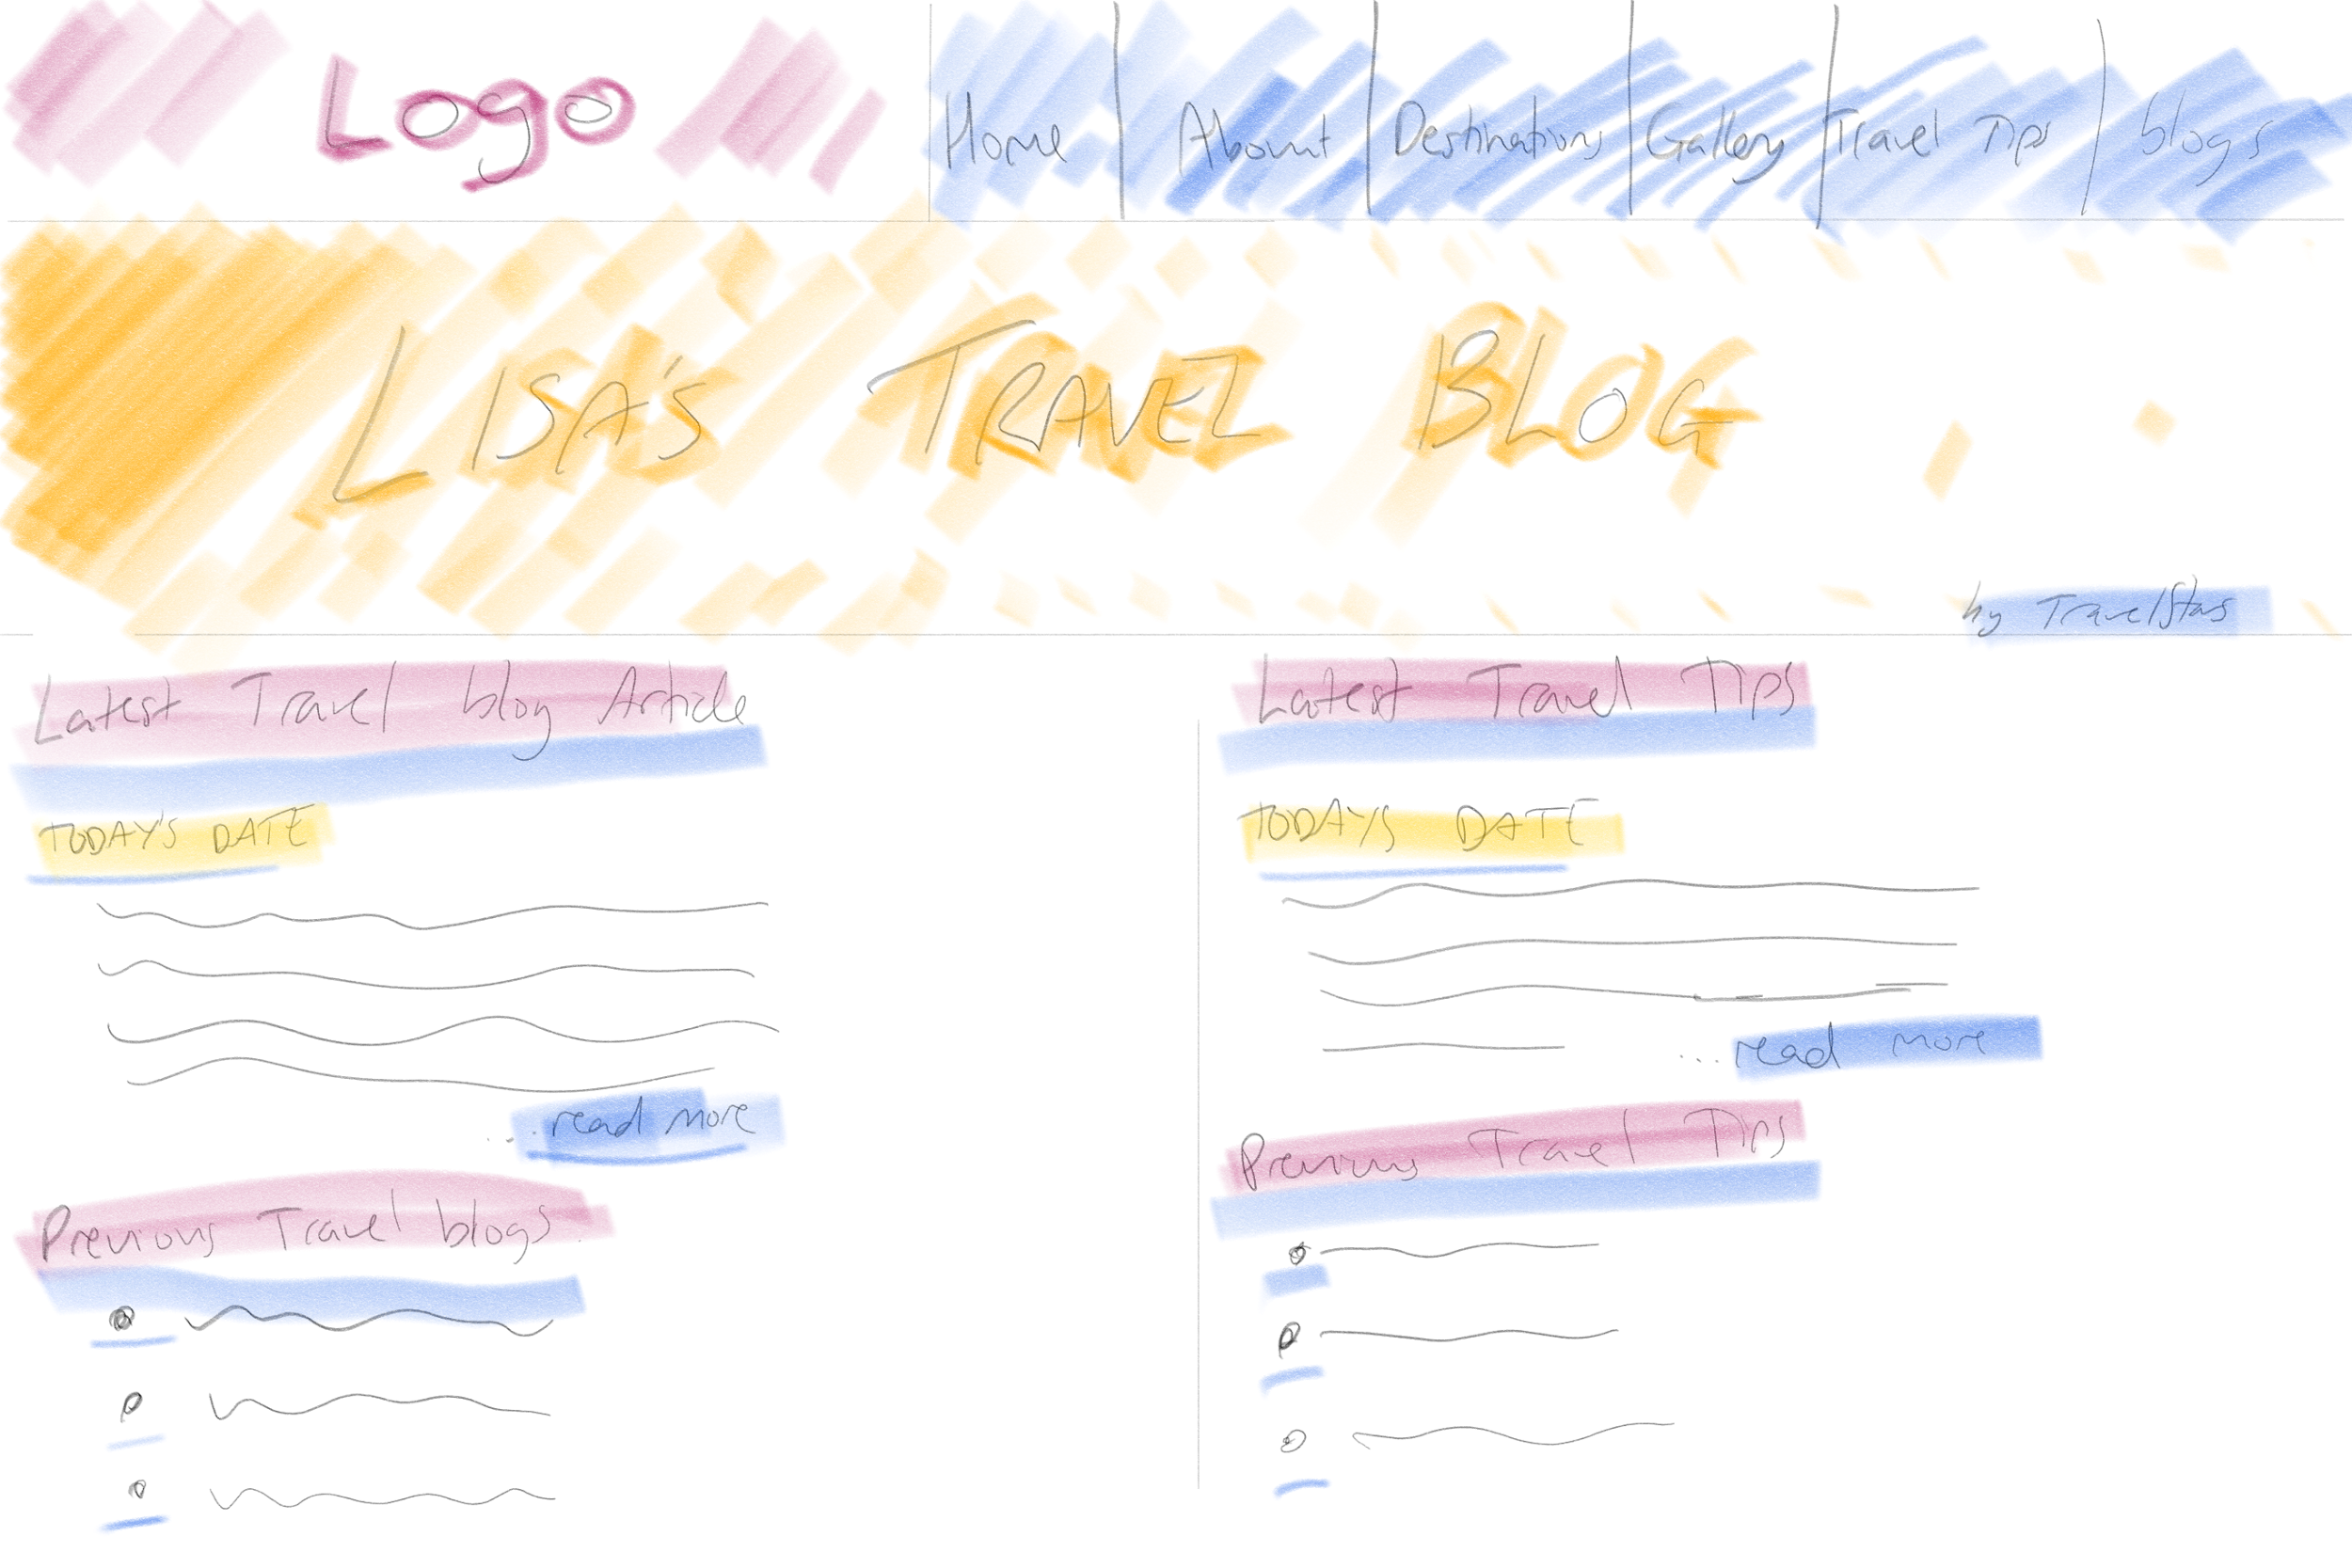 Logo
Home About Destinations Gallery Travel Tips blogs
LISA'S TRAVEL BLOG
by TravelStars
Latest Travel blog Article
TODAY'S DATE
...read more
Previous Travel blogs.
Latest Travel Tips
TODAY'S DATE
...read more
Previous Travel Tips